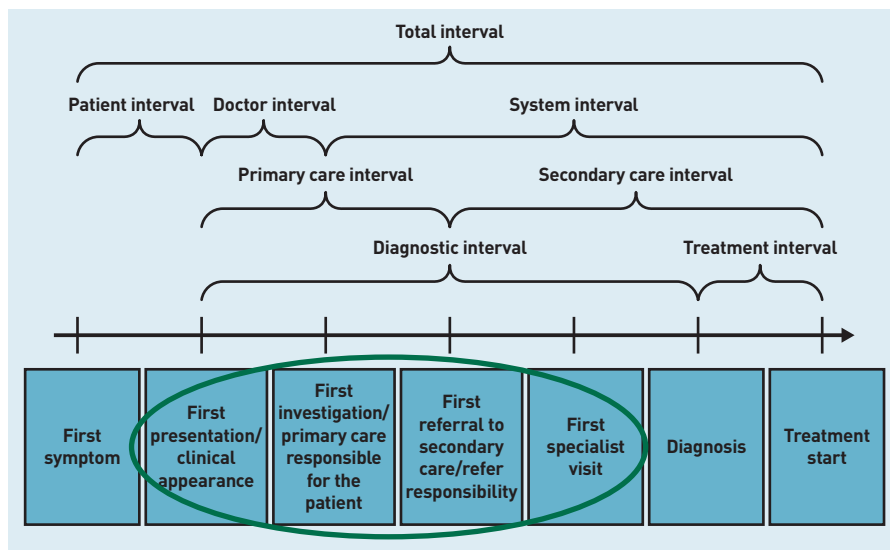 Total interval
Patient interval Doctor interval System interval
Primary care interval Secondary care interval
Diagnostic interval Treatment interval
First
symptom
First
presentation/
clinical
appearance
First
investigation/
primary care
responsible
for the
patient
First
referral to
secondary
care/refer
responsibility
First
specialist
visit
Diagnosis
Treatment
start